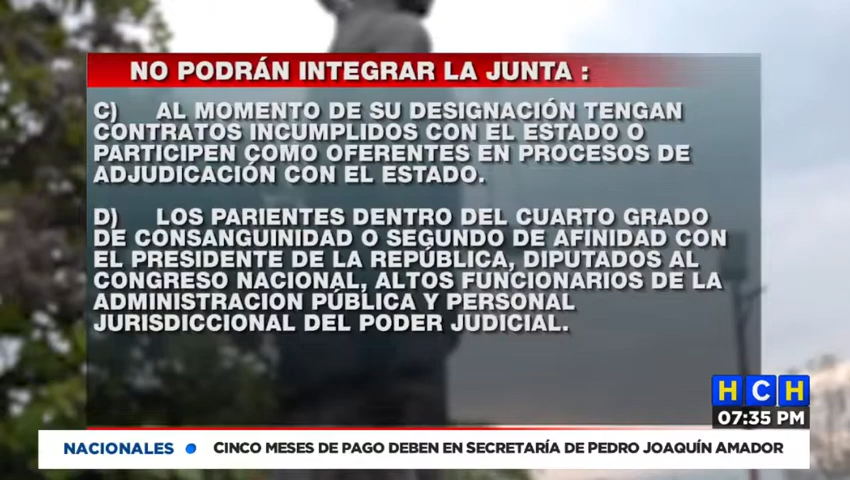 NO PODRÁN INTEGRAR LA JUNTA :
C) AL MOMENTO DE SU DESIGNACIÓN TENGAN
CONTRATOS INCUMPLIDOS CON EL ESTADO O
PARTICIPEN COMO OFERENTES EN PROCESOS DE
ADJUDICACIÓN CON EL ESTADO.
D) LOS PARIENTES DENTRO DEL CUARTO GRADO
DE CONSANGUINIDAD O SEGUNDO DE AFINIDAD CON
EL PRESIDENTE DE LA REPÚBLICA, DIPUTADOS AL
CONGRESO NACIONAL, ALTOS FUNCIONARIOS DE LA
ADMINISTRACION PÚBLICA Y PERSONAL
JURISDICCIONAL DEL PODER JUDICIAL.
HCH
07:35 PM
NACIONALES CINCO MESES DE PAGO DEBEN EN SECRETARÍA DE PEDRO JOAQUÍN AMADOR